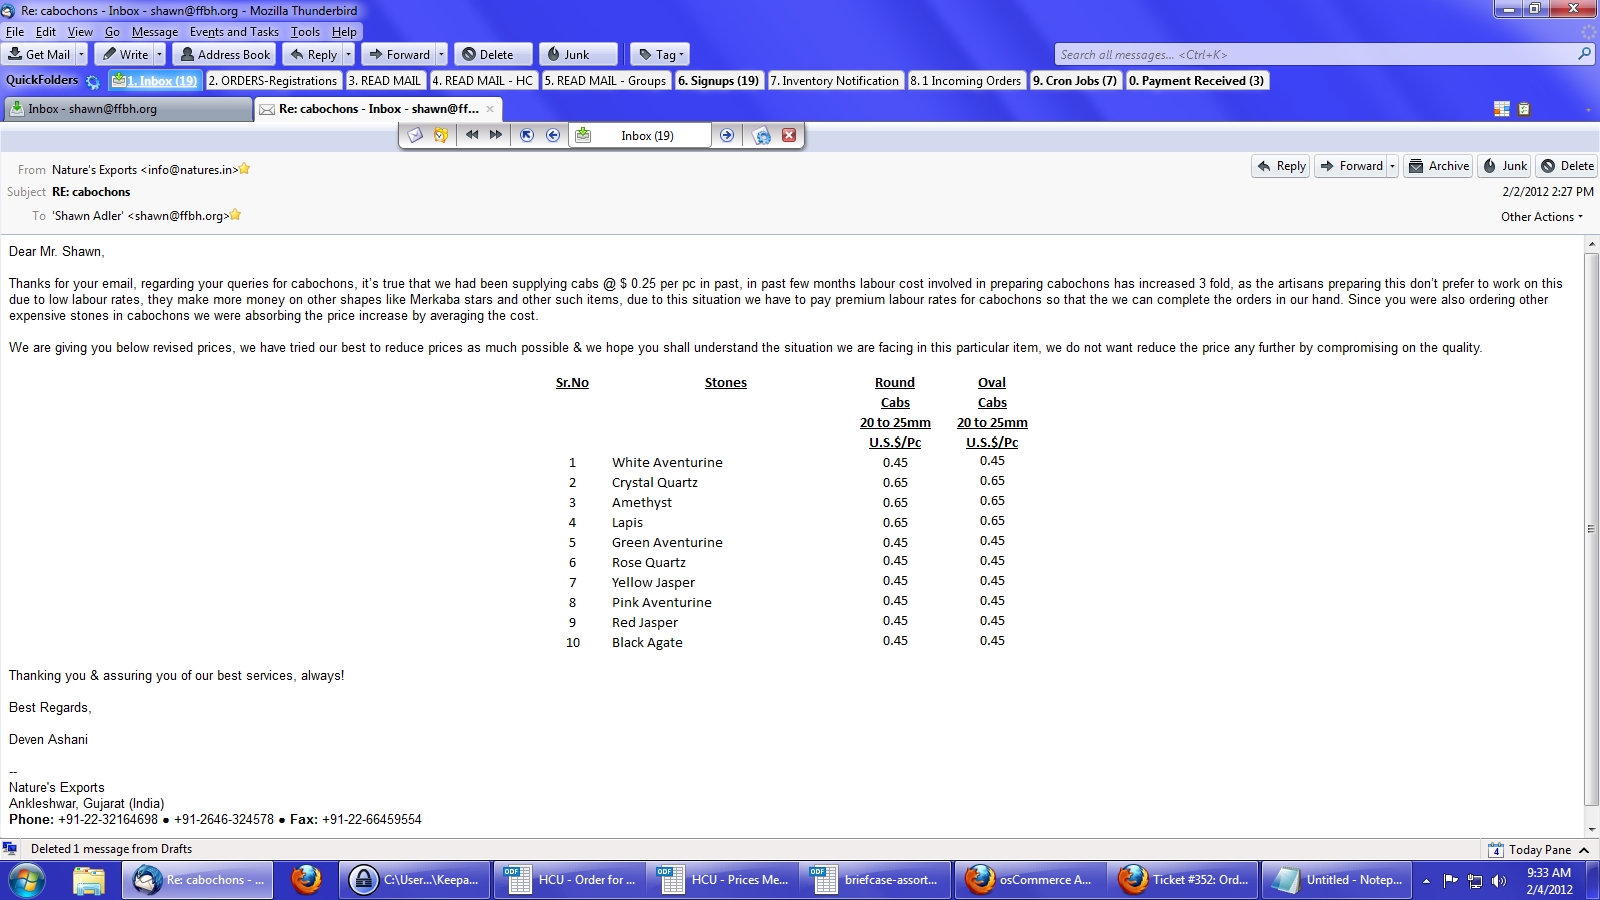 Re: cabochons - Inbox - shawn@ffbh.org - Mozilla Thunderbird
File Edit View Go Message Events and Tasks Tools Help
Get Mail Write Address Book Reply Forward Delete Junk Tag Search all messages... <Ctrl+K>
QuickFolders 1. Inbox (19) 2. ORDERS-Registrations 3. READ MAIL 4. READ MAIL - HC 5. READ MAIL - Groups 6. Signups (19) 7. Inventory Notification 8.1 Incoming Orders 9. Cron Jobs (7) 0. Payment Received (3)
Inbox - shawn@ffbh.org Re: cabochons - Inbox - shawn@ff...
Inbox (19)
From Nature's Exports <info@natures.in> Reply Forward Archive Junk Delete
Subject RE: cabochons 2/2/2012 2:27 PM
To 'Shawn Adler' <shawn@ffbh.org> Other Actions
Dear Mr. Shawn,
Thanks for your email, regarding your queries for cabochons, it's true that we had been supplying cabs @ $ 0.25 per pc in past, in past few months labour cost involved in preparing cabochons has increased 3 fold, as the artisans preparing this don't prefer to work on this
due to low labour rates, they make more money on other shapes like Merkaba stars and other such items, due to this situation we have to pay premium labour rates for cabochons so that the we can complete the orders in our hand. Since you were also ordering other
expensive stones in cabochons we were absorbing the price increase by averaging the cost.
We are giving you below revised prices, we have tried our best to reduce prices as much possible & we hope you shall understand the situation we are facing in this particular item, we do not want reduce the price any further by compromising on the quality.
Sr.No Stones Round Oval
Cabs Cabs
20 to 25mm 20 to 25mm
U.S.$/Pc U.S.$/Pc
1 White Aventurine 0.45 0.45
2 Crystal Quartz 0.65 0.65
3 Amethyst 0.65 0.65
4 Lapis 0.65 0.65
5 Green Aventurine 0.45 0.45
6 Rose Quartz 0.45 0.45
7 Yellow Jasper 0.45 0.45
8 Pink Aventurine 0.45 0.45
9 Red Jasper 0.45 0.45
10 Black Agate 0.45 0.45
Thanking you & assuring you of our best services, always!
Best Regards,
Deven Ashani
--
Nature's Exports
Ankleshwar, Gujarat (India)
Phone: +91-22-32164698 ● +91-2646-324578 ● Fax: +91-22-66459554
Deleted 1 message from Drafts 4 Today Pane
Re: cabochons - ... C:\User...\Keepa... ODF HCU - Order for ... ODF HCU - Prices Me... ODF briefcase-assort... osCommerce A... Ticket #352: Ord... Untitled - Notep... 9:33 AM
2/4/2012